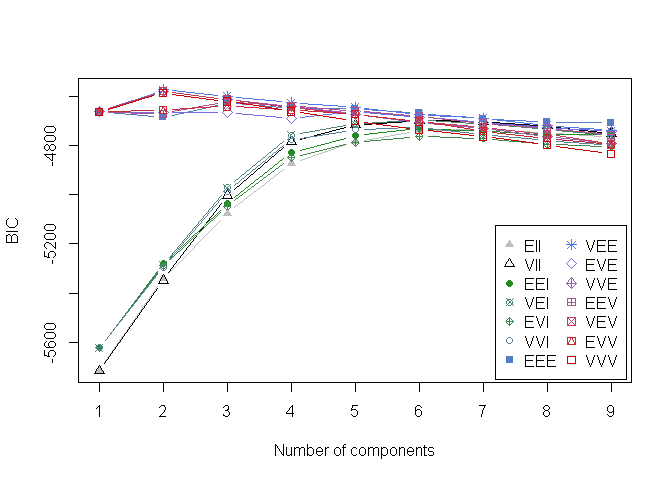 BIC
-4800
-5200
-5600
EII
VII
EEI
VEI
EVI
VVI
EEE
VEE
EVE
VVE
EEV
VEV
EVV
VVV
1 2 3 4 5 6 7 8 9
Number of components